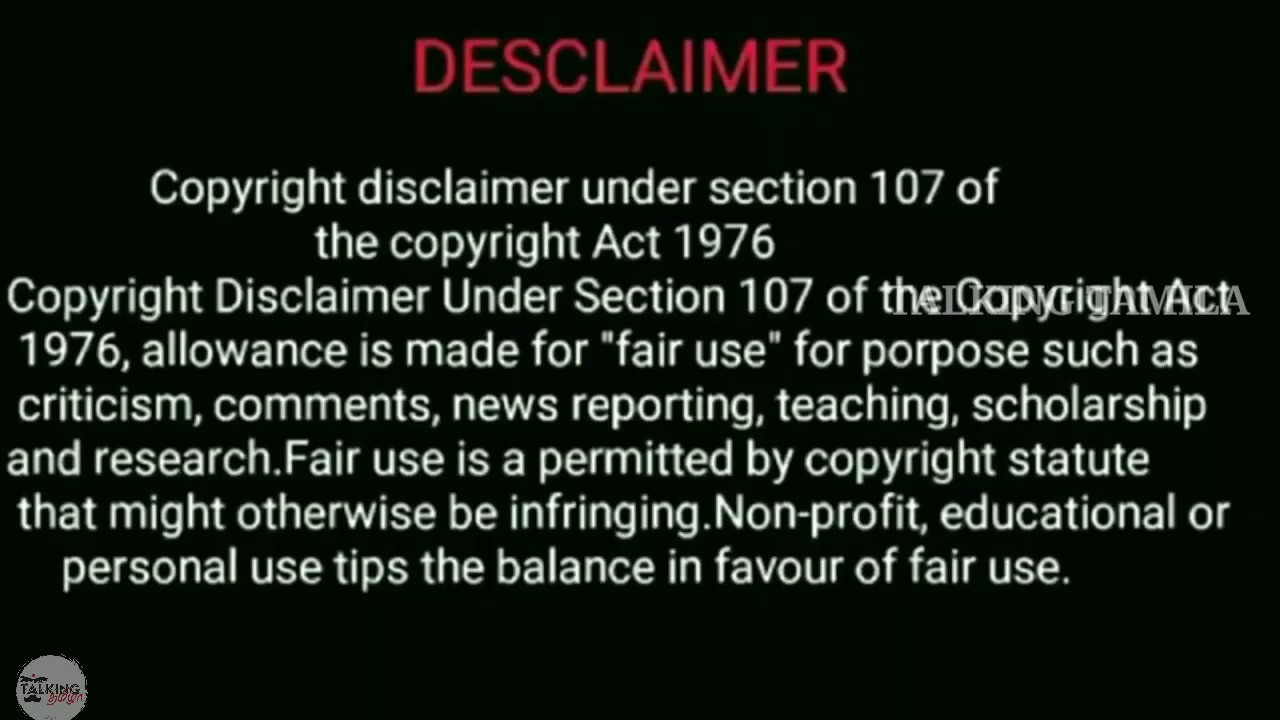 DESCLAIMER
Copyright disclaimer under section 107 of
the copyright Act 1976
Copyright Disclaimer Under Section 107 of the Copyright Act
TALKING TAMILA
1976, allowance is made for "fair use" for porpose such as
criticism, comments, news reporting, teaching, scholarship
and research.Fair use is a permitted by copyright statute
that might otherwise be infringing.Non-profit, educational or
personal use tips the balance in favour of fair use.
TALKING
தமிழா